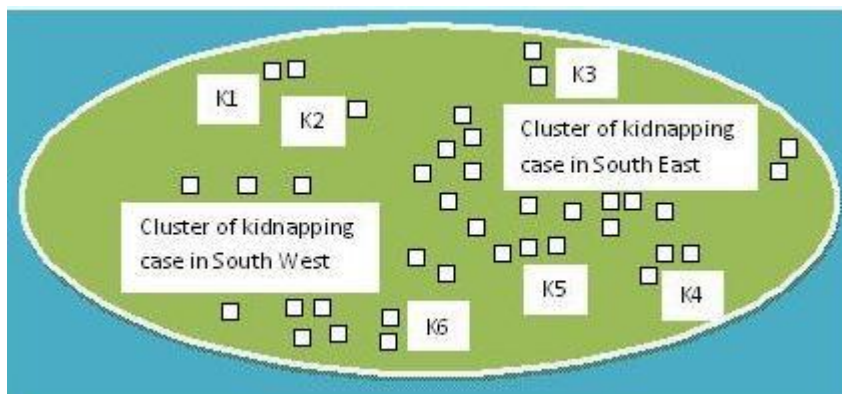 K1
K2
K3
Cluster of kidnapping
case in South East
Cluster of kidnapping
case in South West
K5
K4
K6